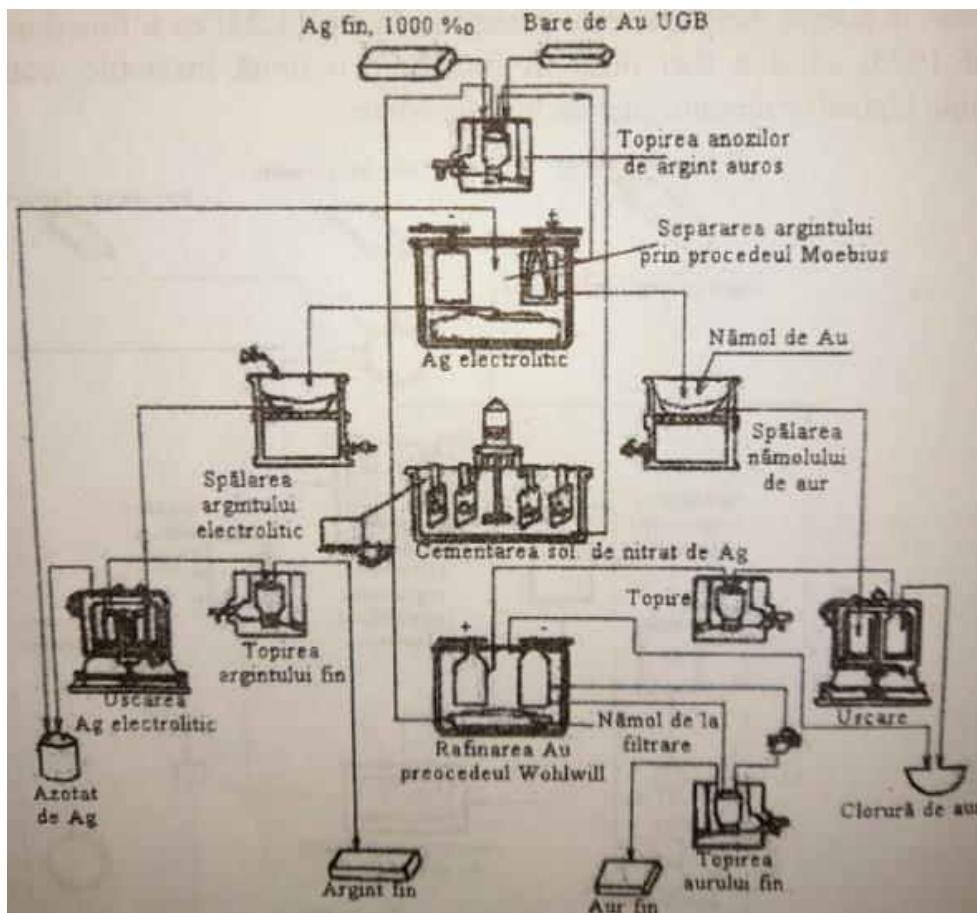 Ag fin, 1000 ‰
Bare de Au UGB
Topirea anozilor
de argint auros
-
+
Separarea argintului
prin procedeul Moebius
Ag electrolitic
Nămol de Au
Spălarea
argintului
electrolitic
Spălarea
nămolului
de aur
Cementarea sol. de nitrat de Ag
Topirea
argintului fin
Topire
+
-
Uscarea
Ag electrolitic
Uscare
Nămol de la
filtrare
Rafinarea Au
preocedeul Wohlwill
Azotat
de Ag
Clorură de aur
Argint fin
Aur fin
Topirea
aurului fin